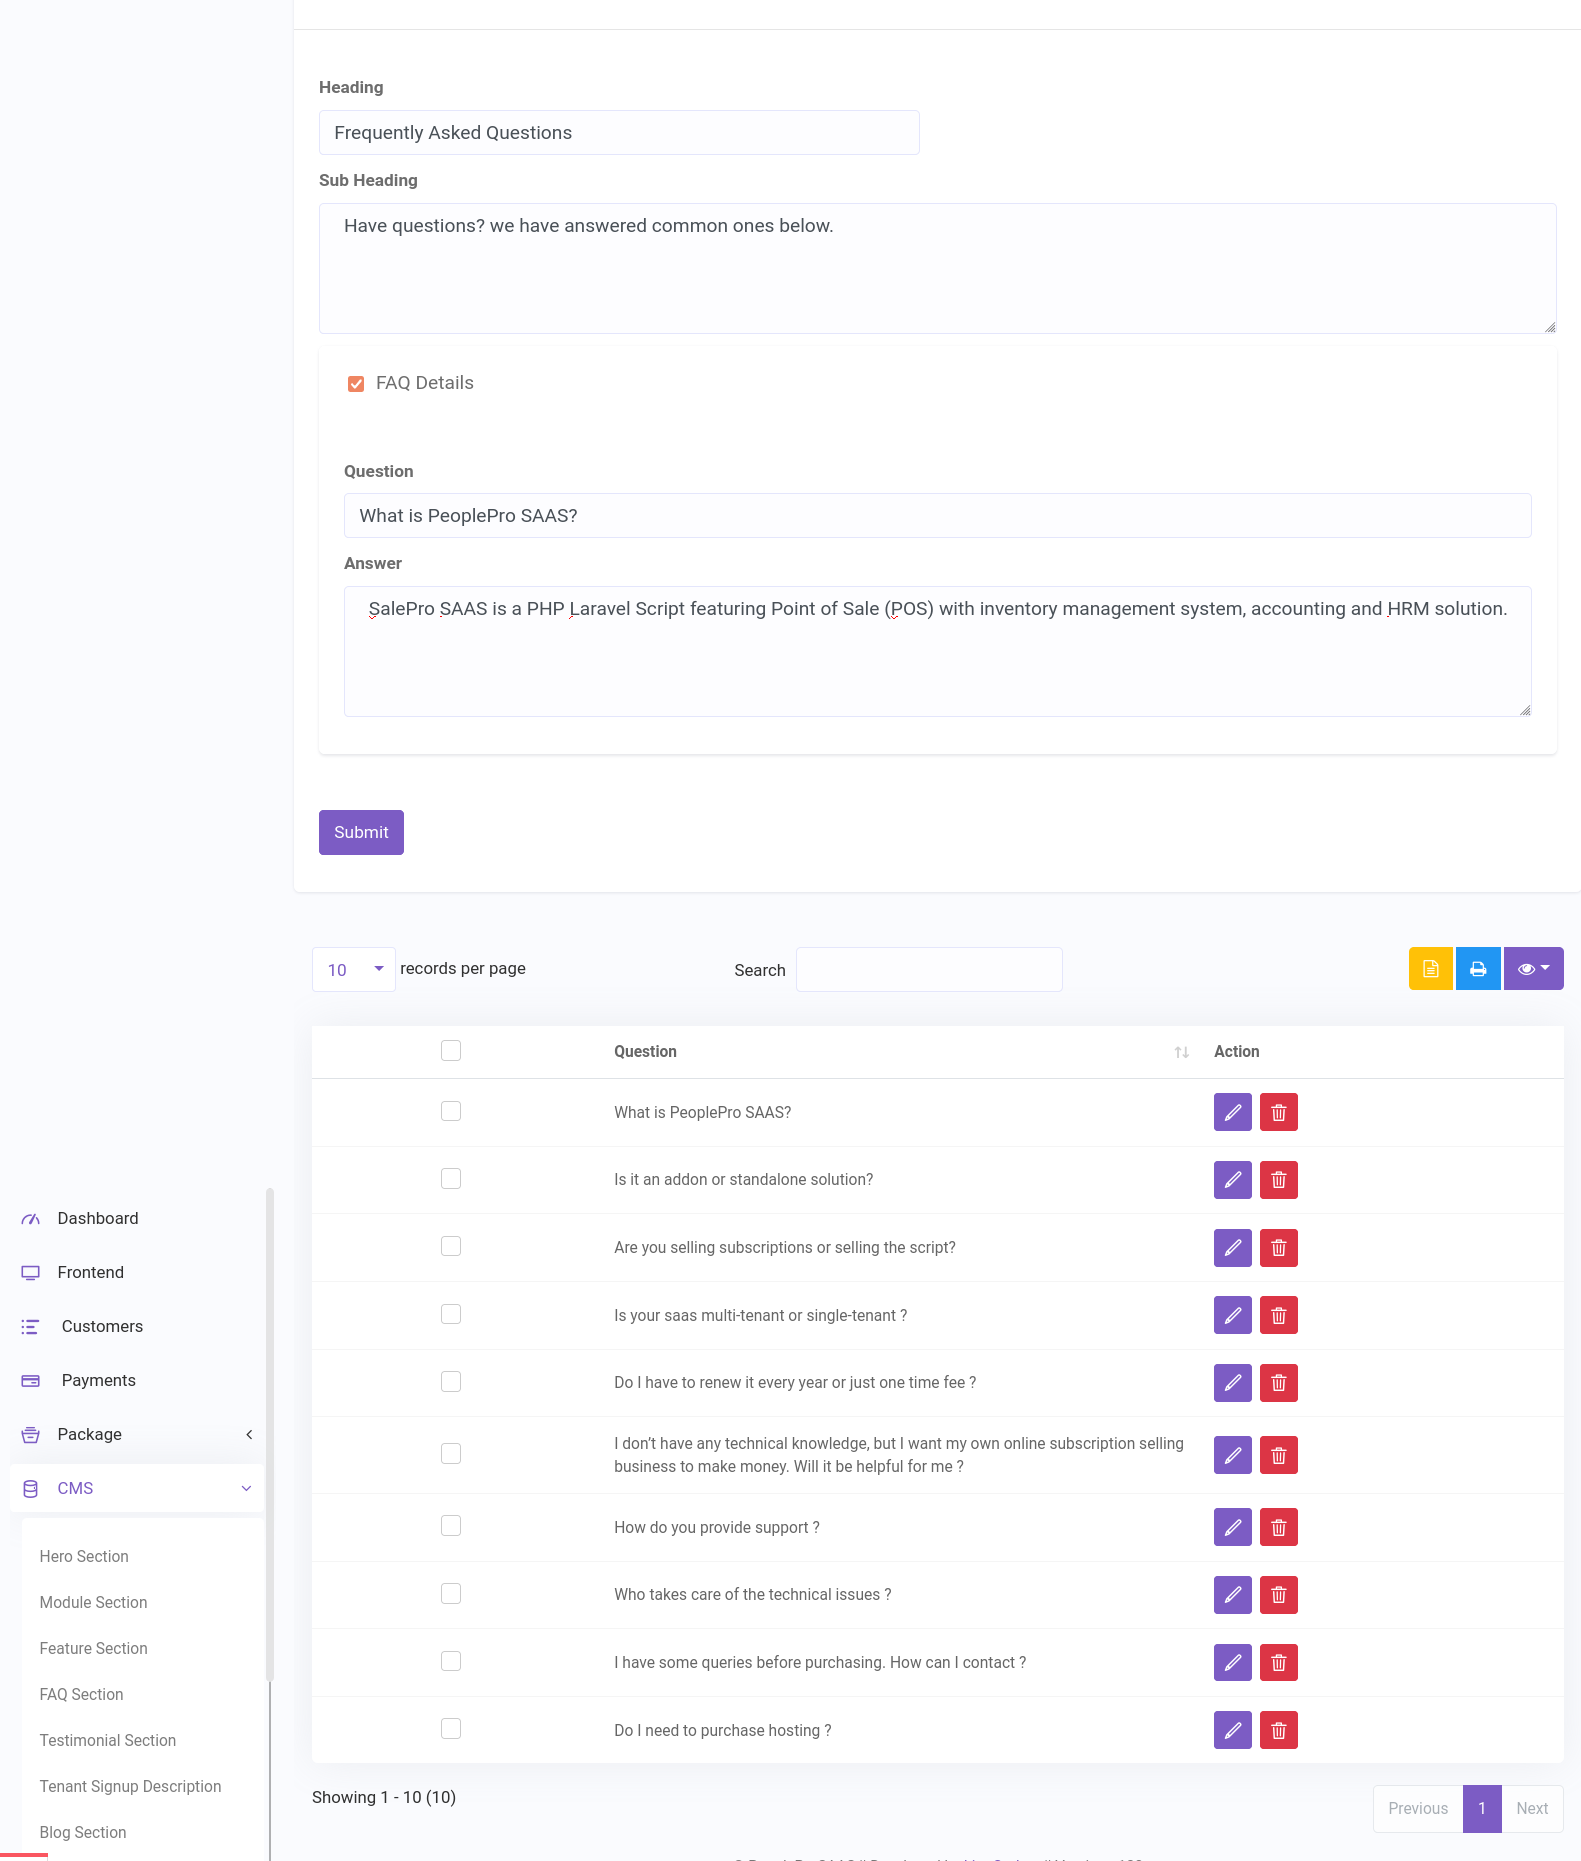 Heading
Frequently Asked Questions
Sub Heading
Have questions? we have answered common ones below.
FAQ Details
Question
What is PeoplePro SAAS?
Answer
SalePro SAAS is a PHP Laravel Script featuring Point of Sale (POS) with inventory management system, accounting and HRM solution.
Submit
10 records per page
Search
Question
Action
What is PeoplePro SAAS?
Is it an addon or standalone solution?
Are you selling subscriptions or selling the script?
Is your saas multi-tenant or single-tenant ?
Do I have to renew it every year or just one time fee ?
I don't have any technical knowledge, but I want my own online subscription selling
business to make money. Will it be helpful for me ?
How do you provide support ?
Who takes care of the technical issues ?
I have some queries before purchasing. How can I contact ?
Do I need to purchase hosting ?
Showing 1 - 10 (10)
Previous
1
Next
Dashboard
Frontend
Customers
Payments
Package
CMS
Hero Section
Module Section
Feature Section
FAQ Section
Testimonial Section
Tenant Signup Description
Blog Section